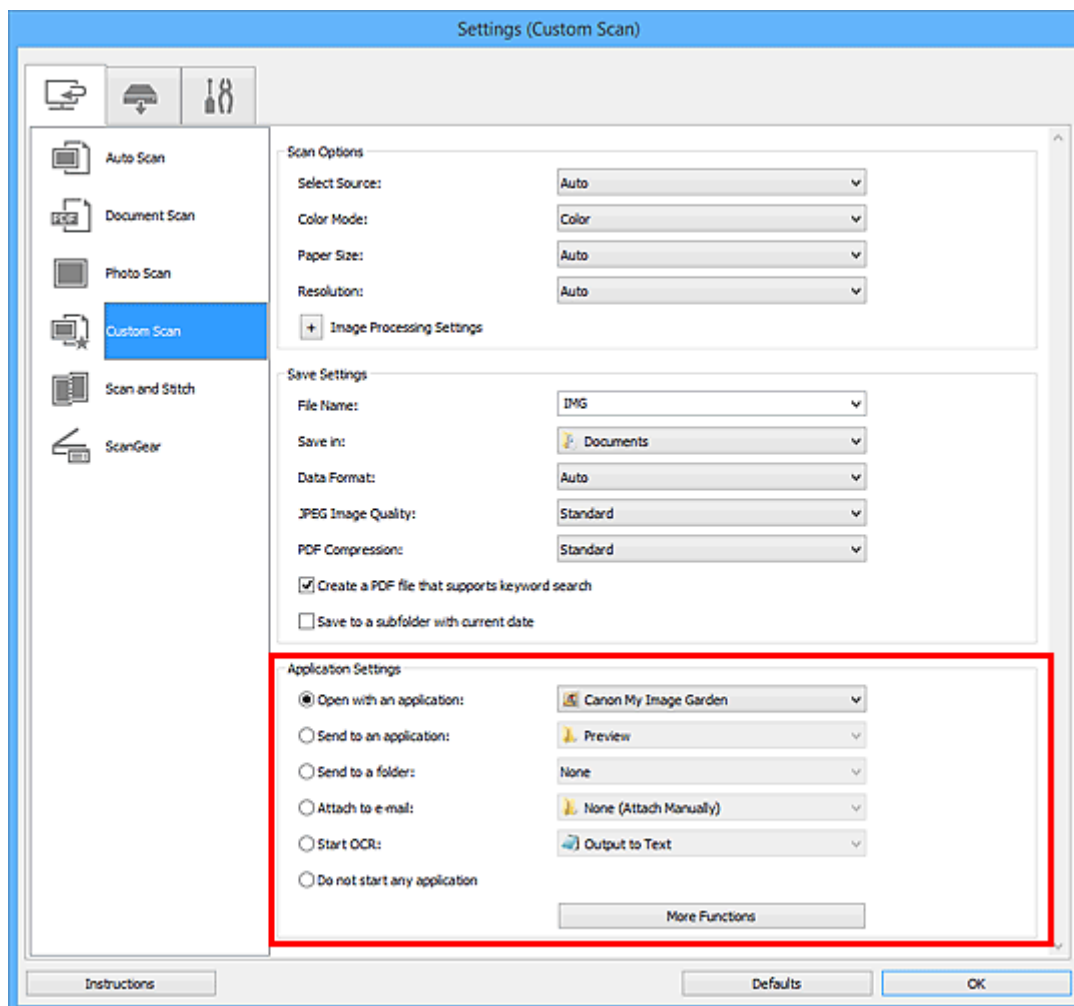 Settings (Custom Scan)
Auto Scan
PDF
Document Scan
Photo Scan
Custom Scan
Scan and Stitch
ScanGear
Scan Options
Select Source: Auto
Color Mode: Color
Paper Size: Auto
Resolution: Auto
+ Image Processing Settings
Save Settings
File Name: IMG
Save in: Documents
Data Format: Auto
JPEG Image Quality: Standard
PDF Compression: Standard
Create a PDF file that supports keyword search
Save to a subfolder with current date
Application Settings
Open with an application: Canon My Image Garden
Send to an application: Preview
Send to a folder: None
Attach to e-mail: None (Attach Manually)
Start OCR: Output to Text
Do not start any application
More Functions
Instructions Defaults OK